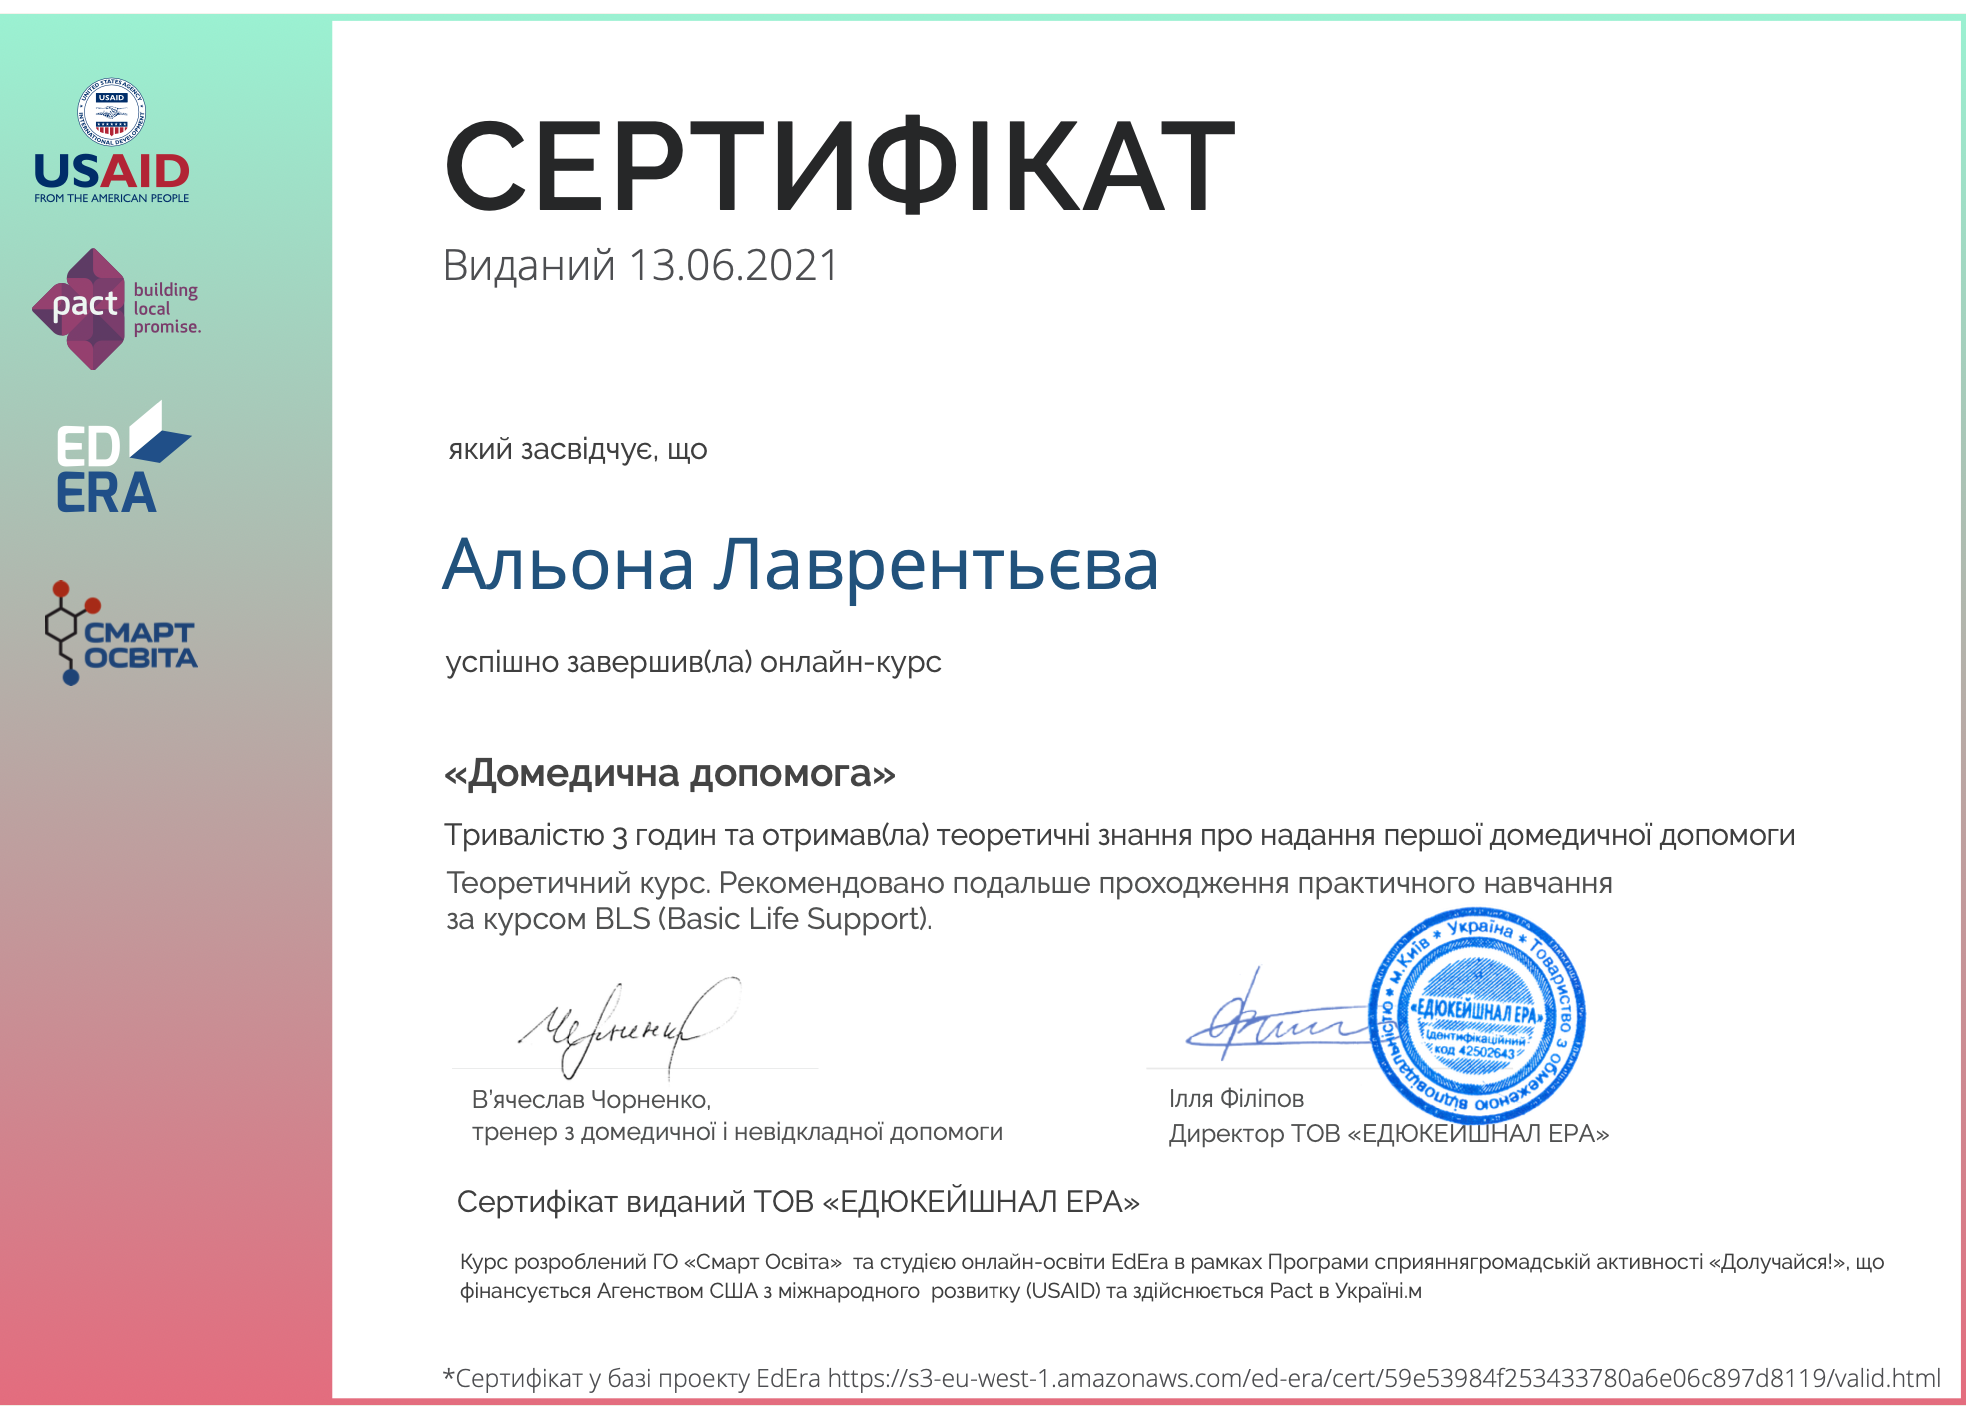 UNITED STATES AGENCY
INTERNATIONAL DEVELOPMENT
USAID
USAID
FROM THE AMERICAN PEOPLE
pact
building
local
promise.
ED
ERA
СМАРТ
ОСВІТА
СЕРТИФІКАТ
Виданий 13.06.2021
який засвідчує, що
Альона Лаврентьєва
успішно завершив(ла) онлайн-курс
«Домедична допомога»
Тривалістю 3 годин та отримав(ла) теоретичні знання про надання першої домедичної допомоги
Теоретичний курс. Рекомендовано подальше проходження практичного навчання
за курсом BLS (Basic Life Support).
м.Київ * Україна * Товариство з обмеженою відповідальністю *
«ЕДЮКЕЙШНАЛ ЕРА»
Ідентифікаційний
код 42502643
В'ячеслав Чорненко,
тренер з домедичної і невідкладної допомоги
Ілля Філіпов
Директор ТОВ «ЕДЮКЕЙШНАЛ ЕРА»
Сертифікат виданий ТОВ «ЕДЮКЕЙШНАЛ ЕРА»
Курс розроблений ГО «Смарт Освіта» та студією онлайн-освіти EdEra в рамках Програми сприяннягромадській активності «Долучайся!», що
фінансується Агенством США з міжнародного розвитку (USAID) та здійснюється Pact в Україні.м
*Сертифікат у базі проекту EdEra https://s3-eu-west-1.amazonaws.com/ed-era/cert/59e53984f253433780a6e06c897d8119/valid.html